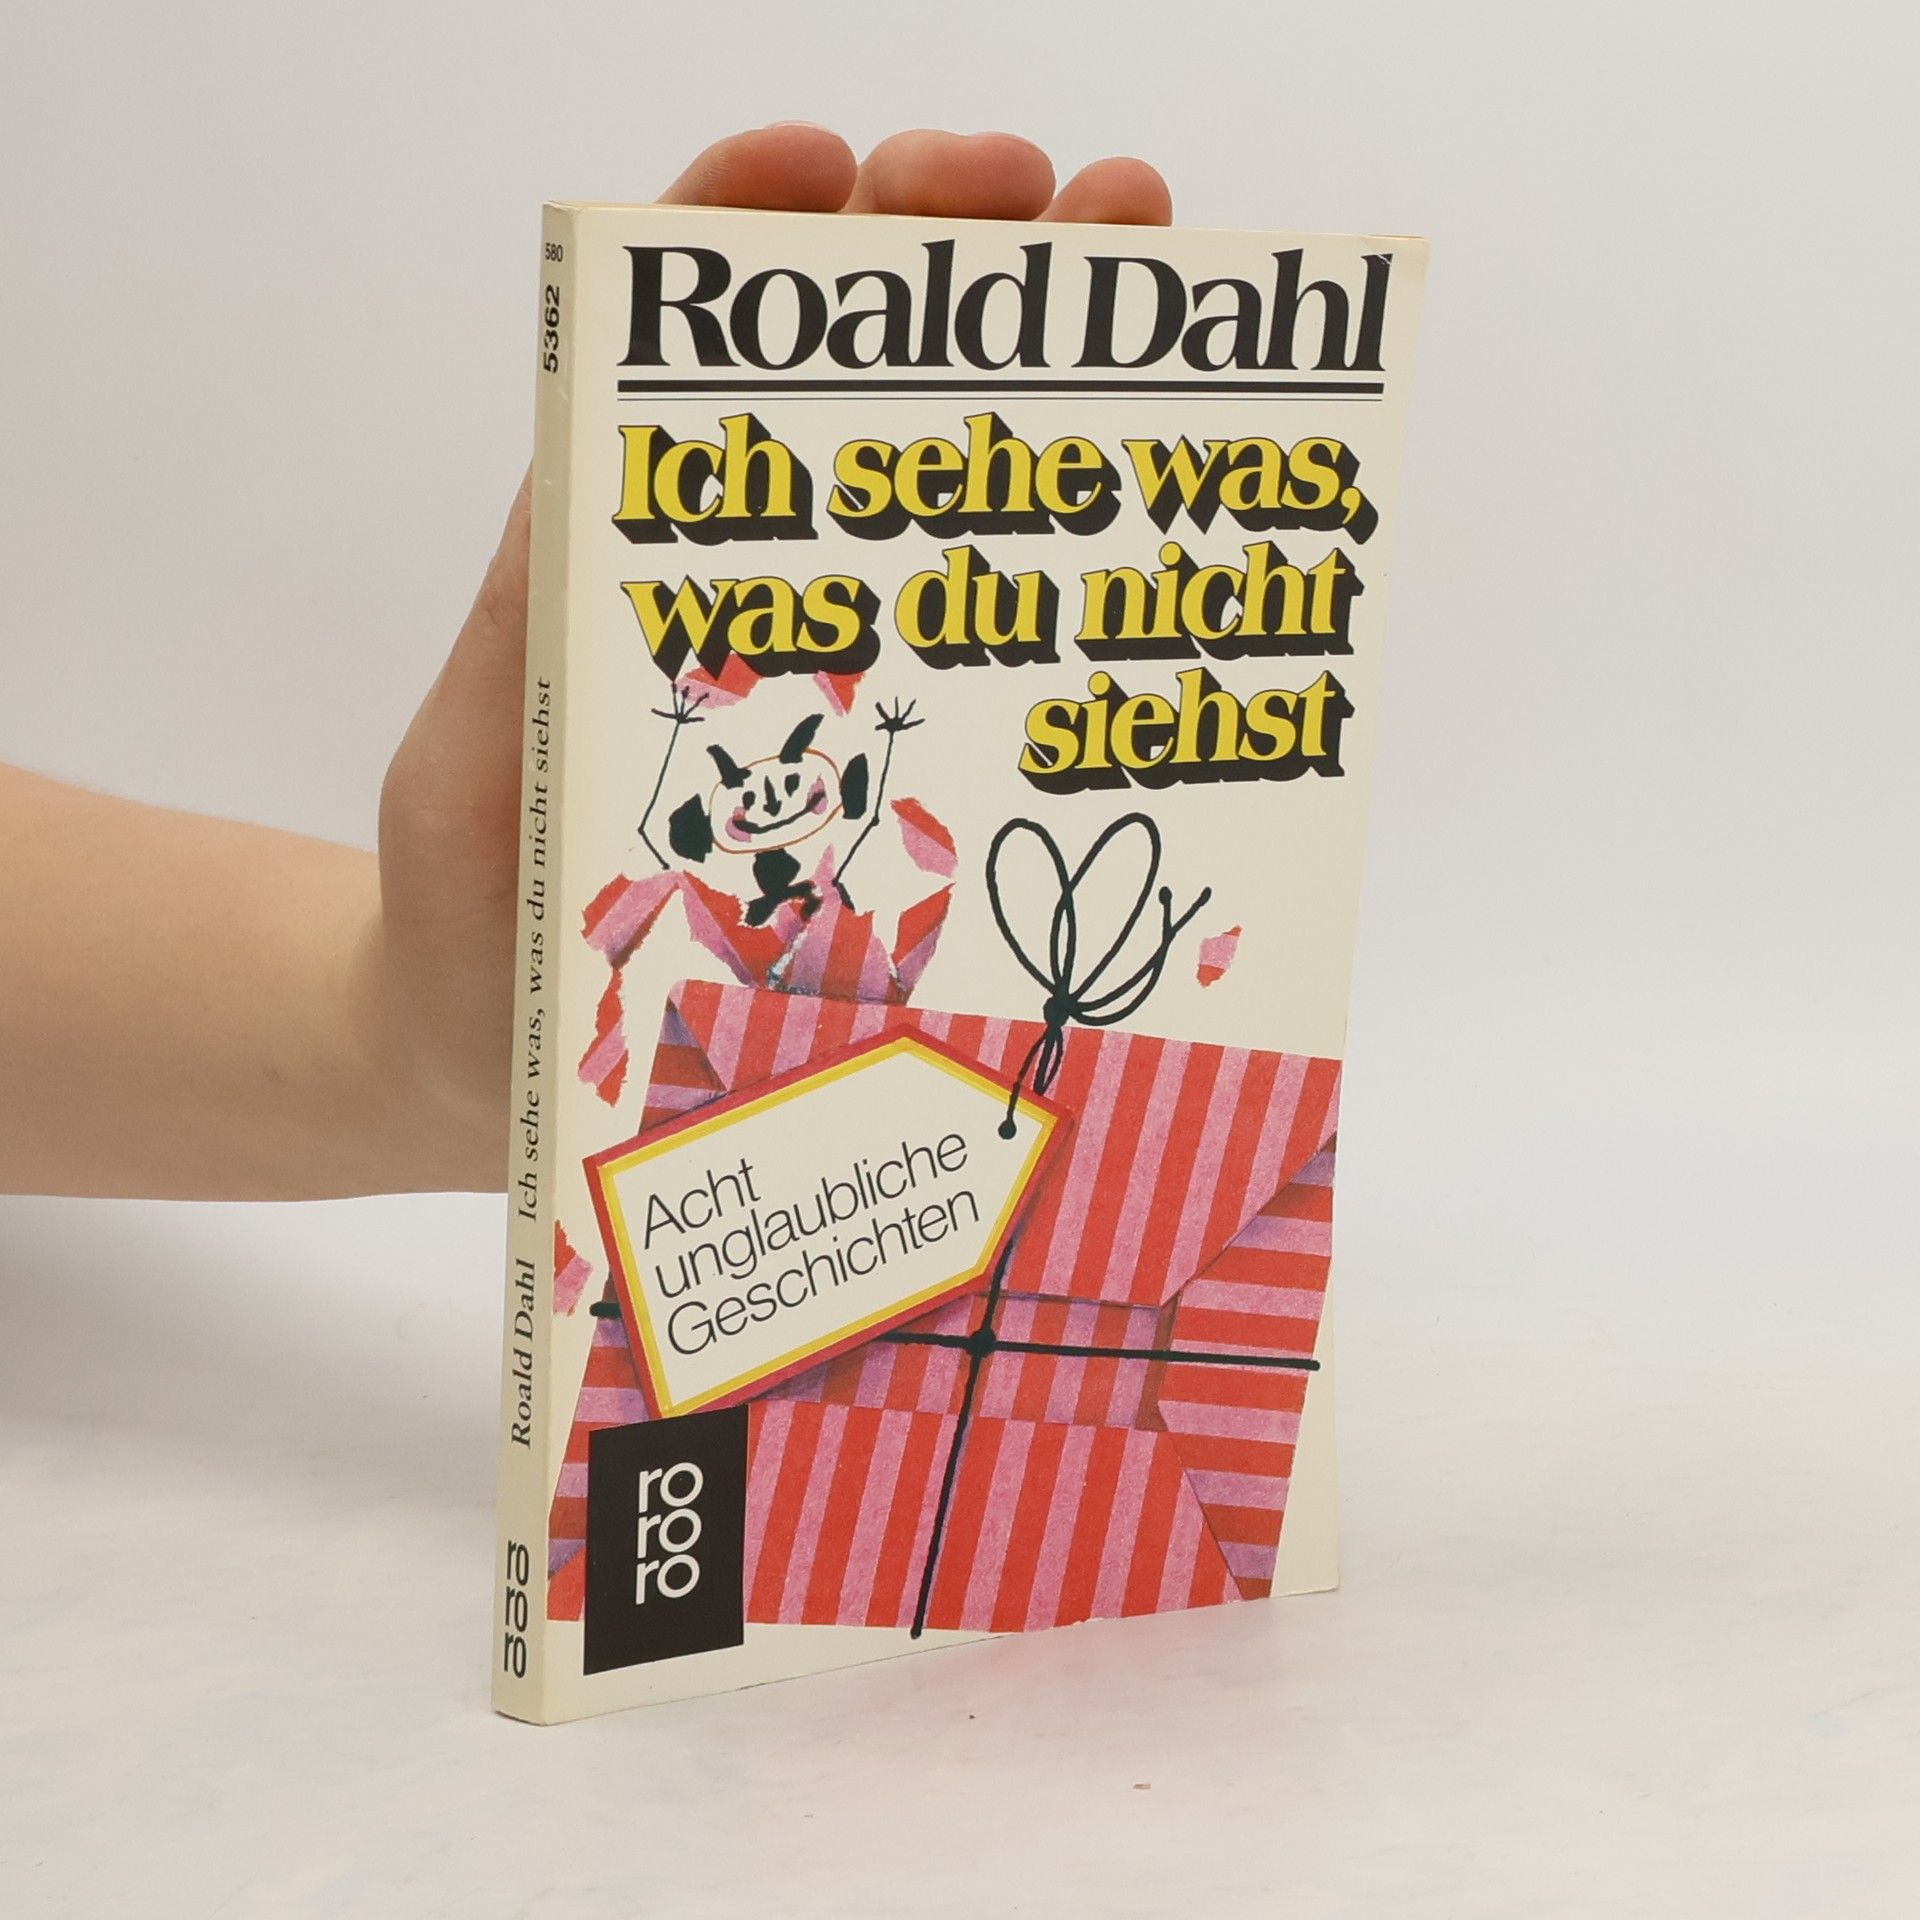 Roald Dahl
Ich sehe was,
was du nicht
siehst
Acht
unglaubliche
Geschichten
ro
ro
ro
580
5362
Roald Dahl Ich sehe was, was du nicht siehst
ro
ro
ro